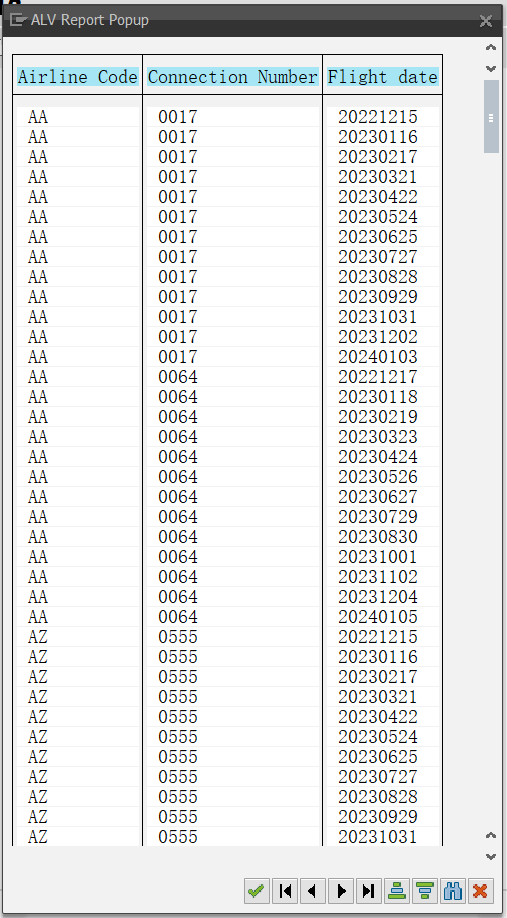 ALV Report Popup
Airline Code Connection Number Flight date
AA 0017 20221215
AA 0017 20230116
AA 0017 20230217
AA 0017 20230321
AA 0017 20230422
AA 0017 20230524
AA 0017 20230625
AA 0017 20230727
AA 0017 20230828
AA 0017 20230929
AA 0017 20231031
AA 0017 20231202
AA 0017 20240103
AA 0064 20221217
AA 0064 20230118
AA 0064 20230219
AA 0064 20230323
AA 0064 20230424
AA 0064 20230526
AA 0064 20230627
AA 0064 20230729
AA 0064 20230830
AA 0064 20231001
AA 0064 20231102
AA 0064 20231204
AA 0064 20240105
AZ 0555 20221215
AZ 0555 20230116
AZ 0555 20230217
AZ 0555 20230321
AZ 0555 20230422
AZ 0555 20230524
AZ 0555 20230625
AZ 0555 20230727
AZ 0555 20230828
AZ 0555 20230929
AZ 0555 20231031